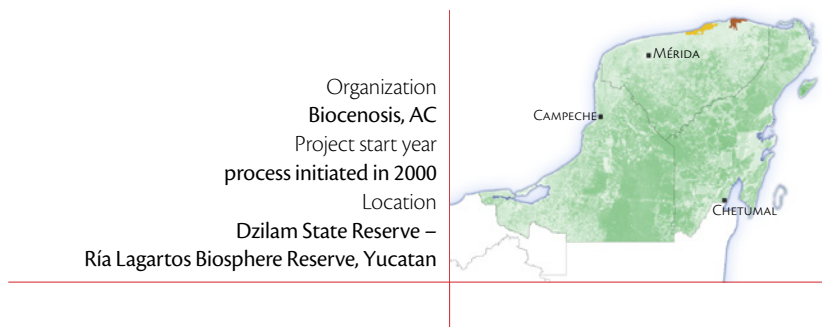 Organization
Biocenosis, AC
Project start year
process initiated in 2000
Location
Dzilam State Reserve –
Ría Lagartos Biosphere Reserve, Yucatan
Mérida
Campeche
Chetumal